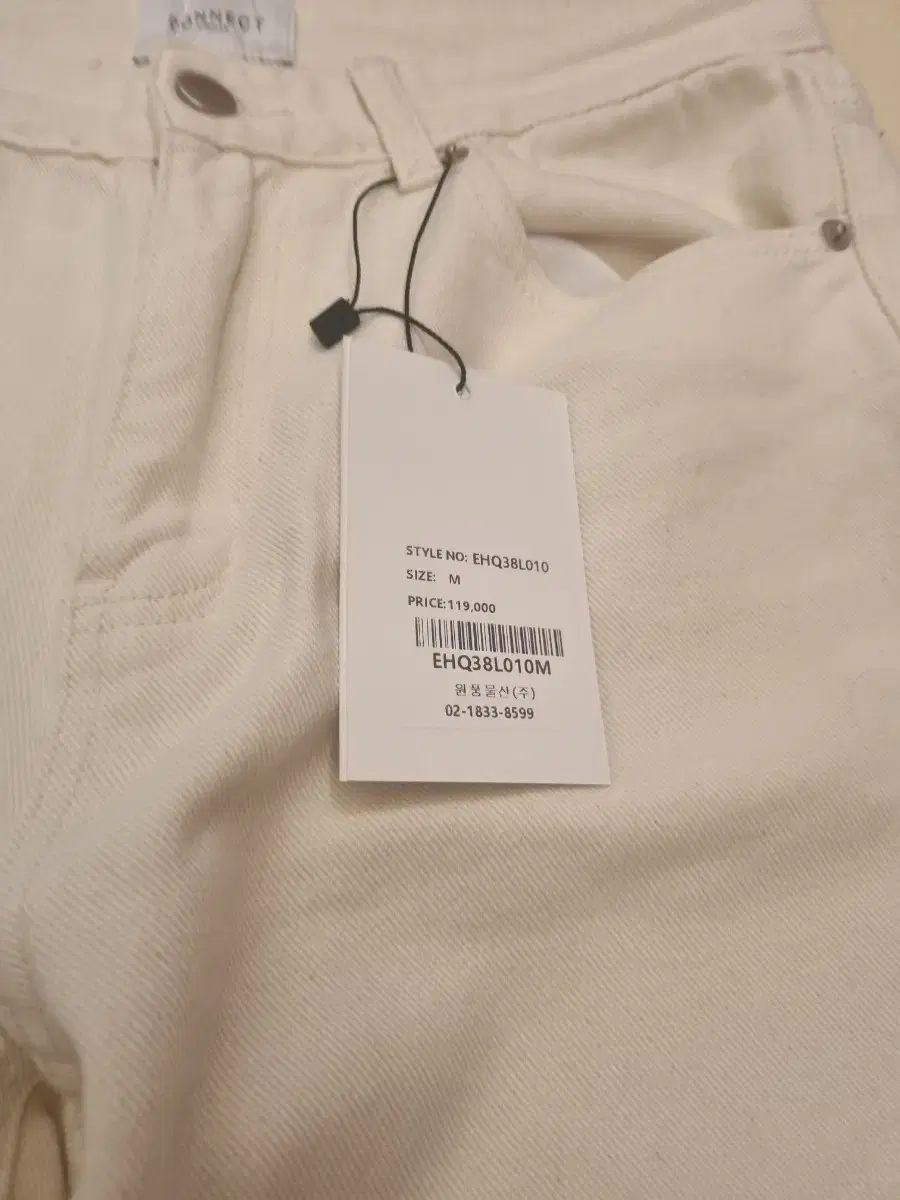 STYLE NO: EHQ38L010
SIZE: M
PRICE:119,000
EHQ38L010M
원풍물산(주)
02-1833-8599